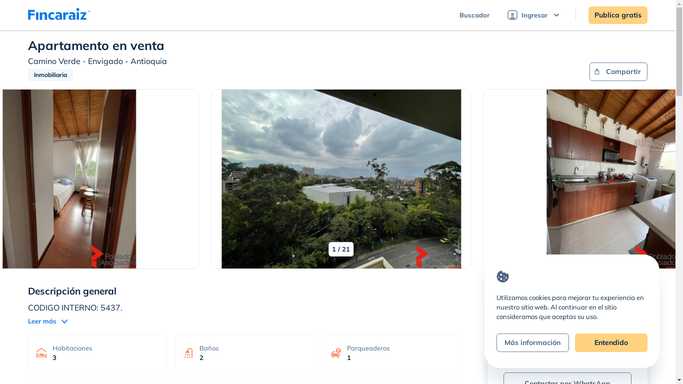 Fincaraiz
Buscador
Ingresar
Publica gratis
Apartamento en venta
Camino Verde - Envigado - Antioquia
Inmobiliaria
Compartir
1 / 21
Descripción general
CODIGO INTERNO: 5437.
Leer más
Habitaciones
3
Baños
2
Parqueaderos
1
Utilizamos cookies para mejorar tu experiencia en
nuestro sitio web. Al continuar en el sitio
consideramos que aceptas su uso.
Más información
Entendido
Contactar por WhatsApp